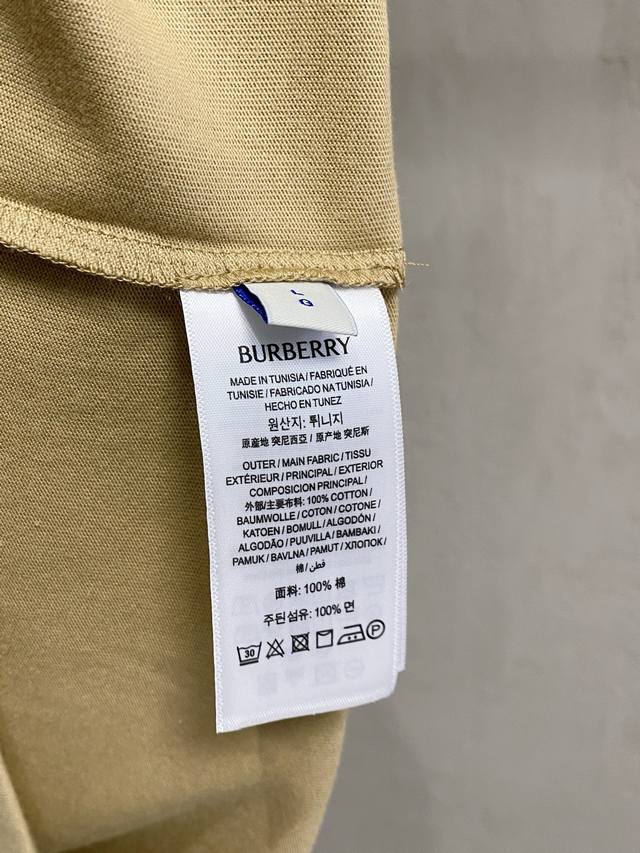 L
G
BURBERRY
MADE IN TUNISIA / FABRIQUÉ EN
TUNISIE / FABRICADO NA TUNISIA /
HECHO EN TUNEZ
원산지: 튀니지
原產地 突尼西亞 / 原产地 突尼斯
OUTER / MAIN FABRIC / TISSU
EXTÉRIEUR / PRINCIPAL / EXTERIOR
COMPOSICION PRINCIPAL /
外部/主要布料: 100% COTTON /
BAUMWOLLE / COTON / COTONE /
KATOEN / BOMULL / ALGODÓN /
ALGODÃO / PUUVILLA / BAMBAKI /
PAMUK / BAVLNA / PAMUT / ХЛОПОК /
棉 / قطن
面料: 100% 棉
주된섬유: 100% 면
30 P